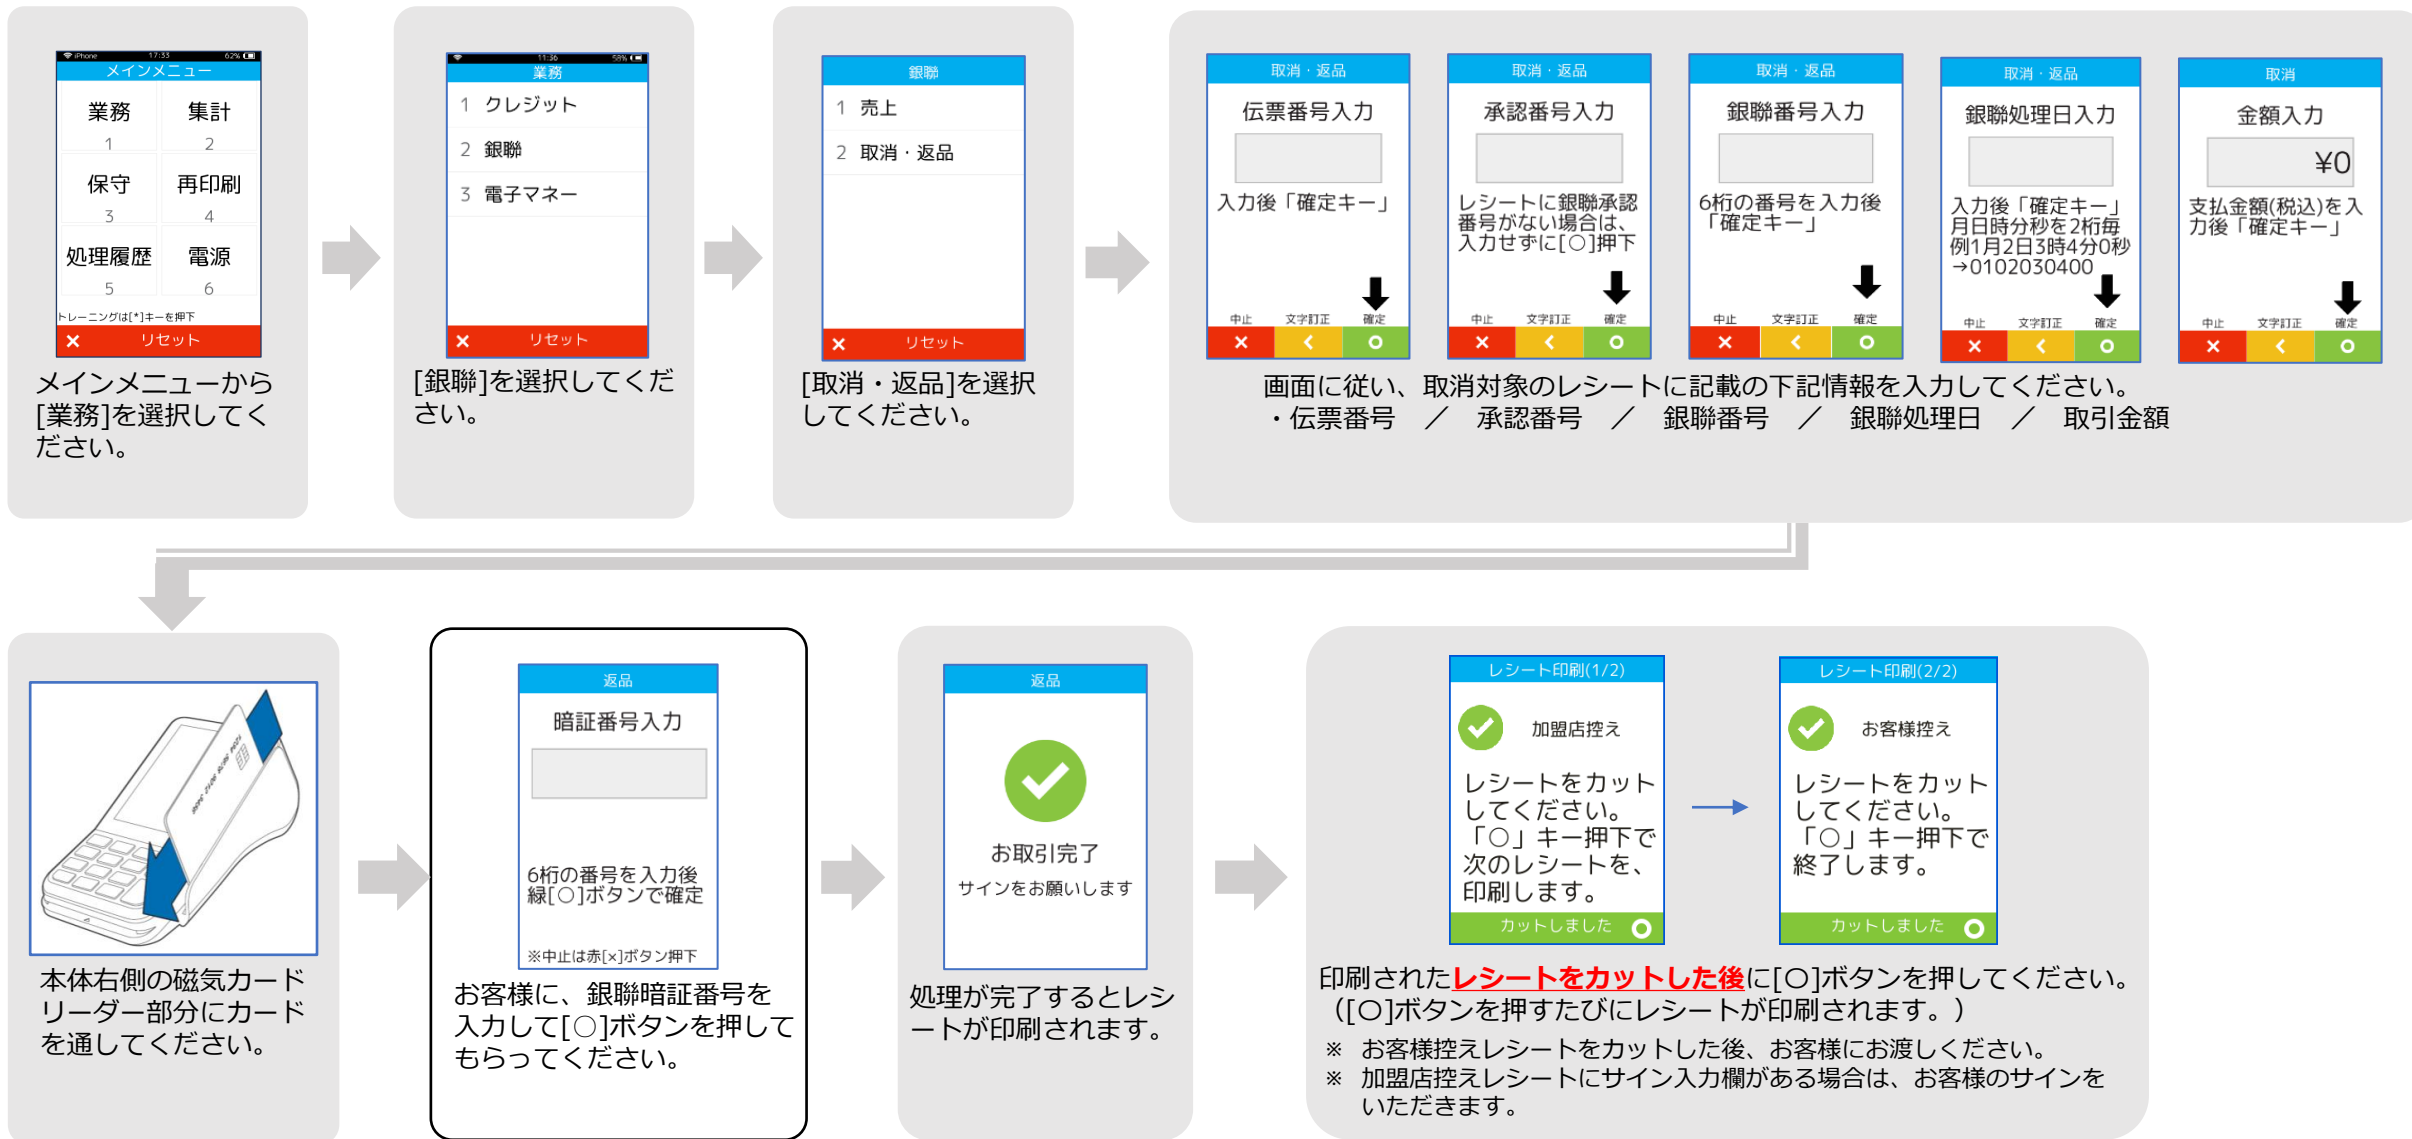 iPhone 17:33 62%
メインメニュー
業務 集計
1 2
保守 再印刷
3 4
処理履歴 電源
5 6
トレーニングは[*]キーを押下
× リセット
メインメニューから
[業務]を選択してく
ださい。
11:36 58%
業務
1 クレジット
2 銀聯
3 電子マネー
× リセット
[銀聯]を選択してくだ
さい。
銀聯
1 売上
2 取消・返品
× リセット
[取消・返品]を選択
してください。
取消・返品
伝票番号入力
入力後「確定キー」
中止 文字訂正 確定
取消・返品
承認番号入力
レシートに銀聯承認
番号がない場合は、
入力せずに[○]押下
中止 文字訂正 確定
取消・返品
銀聯番号入力
6桁の番号を入力後
「確定キー」
中止 文字訂正 確定
取消・返品
銀聯処理日入力
入力後「確定キー」
月日時分秒を2桁毎
例1月2日3時4分0秒
→0102030400
中止 文字訂正 確定
取消
金額入力
¥0
支払金額(税込)を入
力後「確定キー」
中止 文字訂正 確定
画面に従い、取消対象のレシートに記載の下記情報を入力してください。
・伝票番号 ／ 承認番号 ／ 銀聯番号 ／ 銀聯処理日 ／ 取引金額
本体右側の磁気カード
リーダー部分にカード
を通してください。
返品
暗証番号入力
6桁の番号を入力後
緑[○]ボタンで確定
※中止は赤[×]ボタン押下
お客様に、銀聯暗証番号を
入力して[○]ボタンを押して
もらってください。
返品
お取引完了
サインをお願いします
処理が完了するとレシ
ートが印刷されます。
レシート印刷(1/2)
加盟店控え
レシートをカット
してください。
「○」キー押下で
次のレシートを、
印刷します。
カットしました
レシート印刷(2/2)
お客様控え
レシートをカット
してください。
「○」キー押下で
終了します。
カットしました
印刷されたレシートをカットした後に[○]ボタンを押してください。
（[○]ボタンを押すたびにレシートが印刷されます。）
※ お客様控えレシートをカットした後、お客様にお渡しください。
※ 加盟店控えレシートにサイン入力欄がある場合は、お客様のサインを
いただきます。